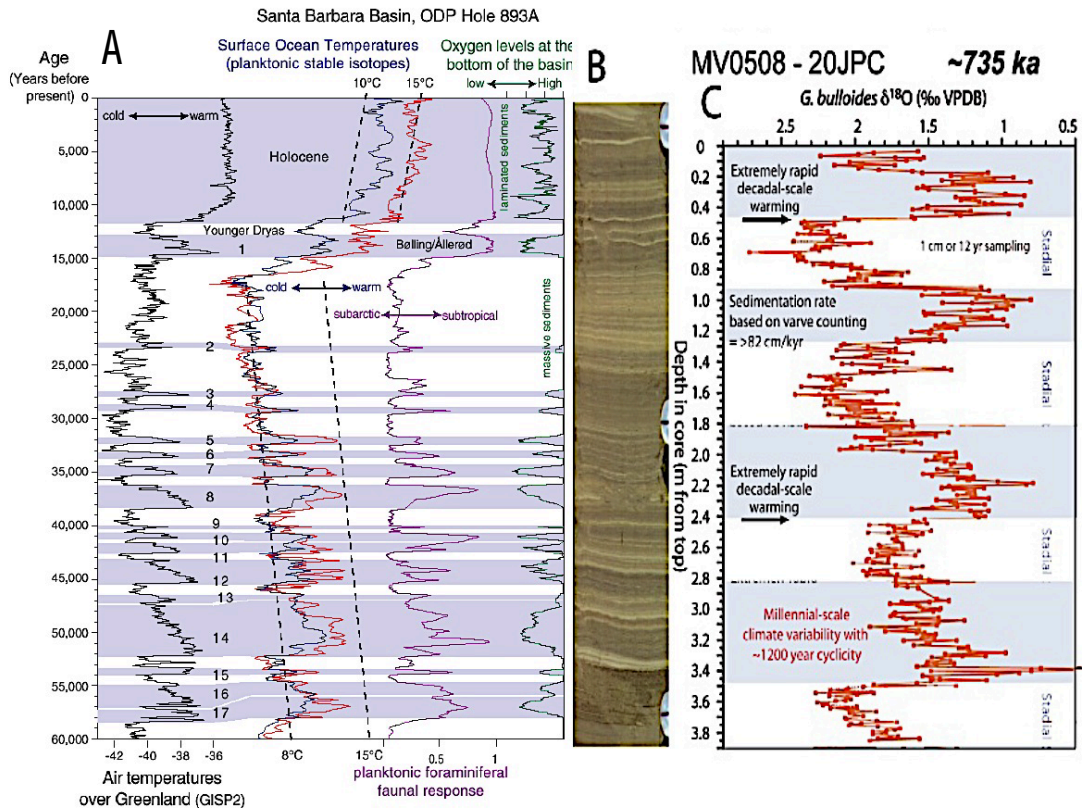 Santa Barbara Basin, ODP Hole 893A
A
Age
(Years before
present)
Surface Ocean Temperatures
(planktonic stable isotopes)
10°C
15°C
Oxygen levels at the
bottom of the basin
low
High
0
5,000
10,000
15,000
20,000
25,000
30,000
35,000
40,000
45,000
50,000
55,000
60,000
cold
warm
Holocene
laminated sediments
Younger Dryas
Bølling/Allerød
cold
warm
subarctic
subtropical
massive sediments
1
2
3
4
5
6
7
8
9
10
11
12
13
14
15
16
17
-42
-40
-38
-36
8°C
15°C
0.5
1
Air temperatures
over Greenland (GISP2)
planktonic foraminiferal
faunal response
B
MV0508 - 20JPC
~735 ka
C
G. bulloides δ18O (‰ VPDB)
2.5
2
1.5
1
0.5
Depth in core (m from top)
0
0.2
0.4
0.6
0.8
1.0
1.2
1.4
1.6
1.8
2.0
2.2
2.4
2.6
2.8
3.0
3.2
3.4
3.6
3.8
Extremely rapid
decadal-scale
warming
1 cm or 12 yr sampling
Stadial
Sedimentation rate
based on varve counting
= >82 cm/kyr
Stadial
Extremely rapid
decadal-scale
warming
Stadial
Millennial-scale
climate variability with
~1200 year cyclicity
Stadial